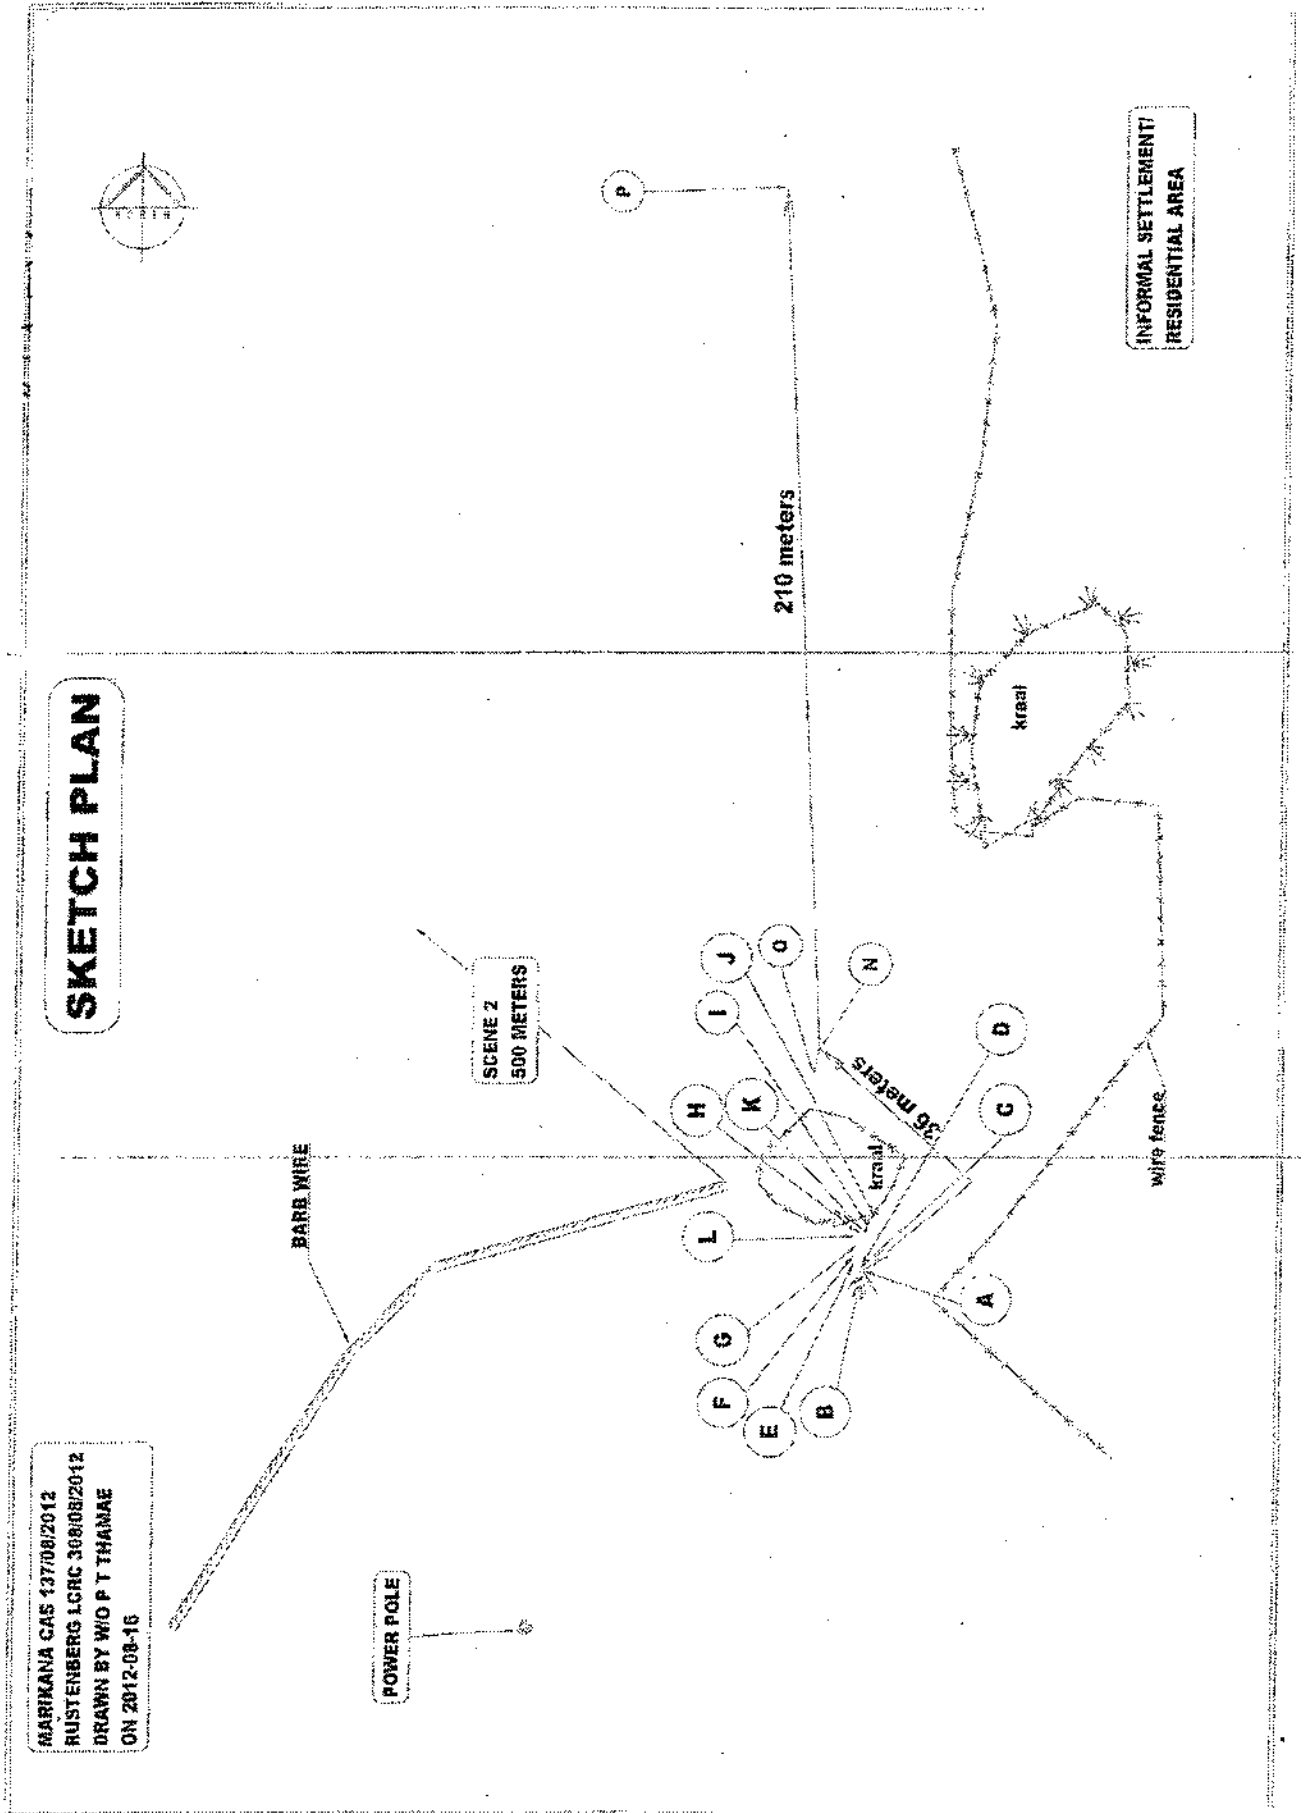 MARIKANA CAS 137/08/2012
RUSTENBERG LCRC 308/08/2012
DRAWN BY W/O P T THAMAE
ON 2012-08-16
SKETCH PLAN
NORTH
BARB WIRE
POWER POLE
SCENE 2
500 METERS
P
210 meters
H
I
J
K
O
L
N
G
F
E
B
36 meters
kraal
D
C
A
kraal
wire fence
INFORMAL SETTLEMENT/
RESIDENTIAL AREA